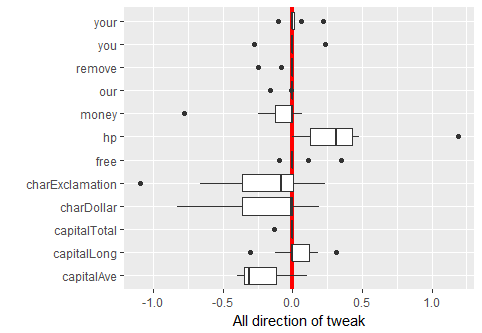 your
you
remove
our
money
hp
free
charExclamation
charDollar
capitalTotal
capitalLong
capitalAve
-1.0 -0.5 0.0 0.5 1.0
All direction of tweak